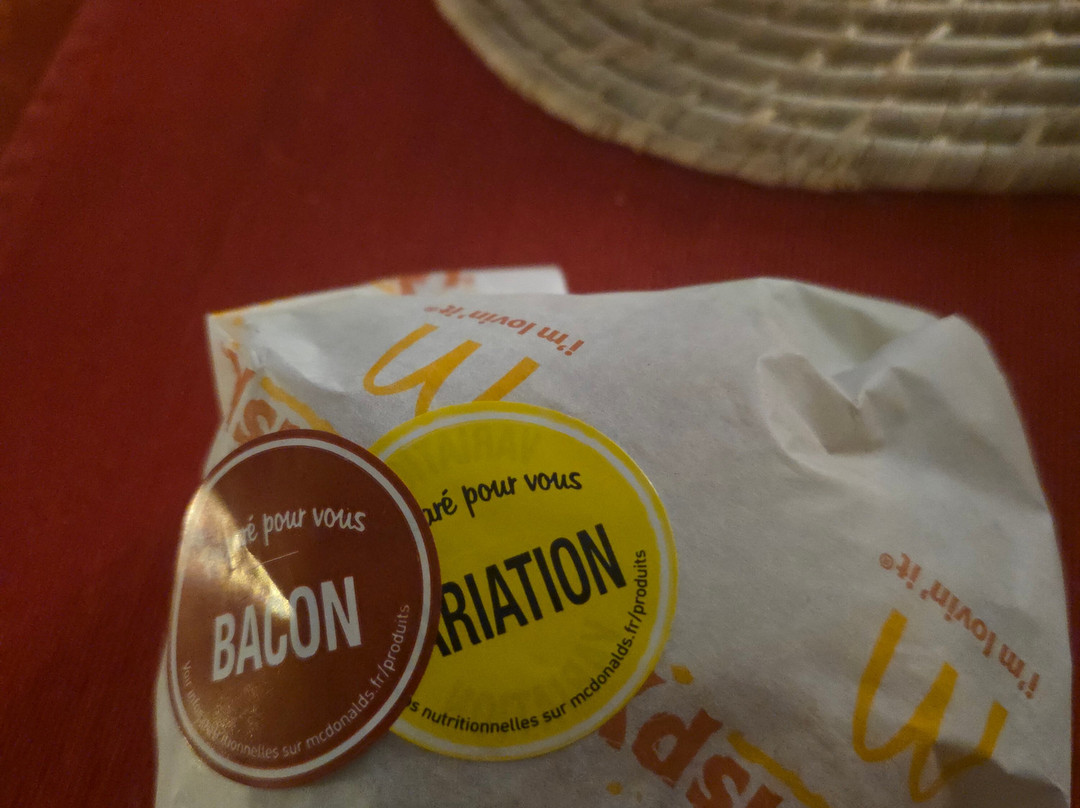 i'm lovin' it®
aré pour vous
ARIATION
os nutritionnelles sur mcdonalds.fr/produits
ré pour vous
BACON
sur mcdonalds.fr/produits
i'm lovin' it®